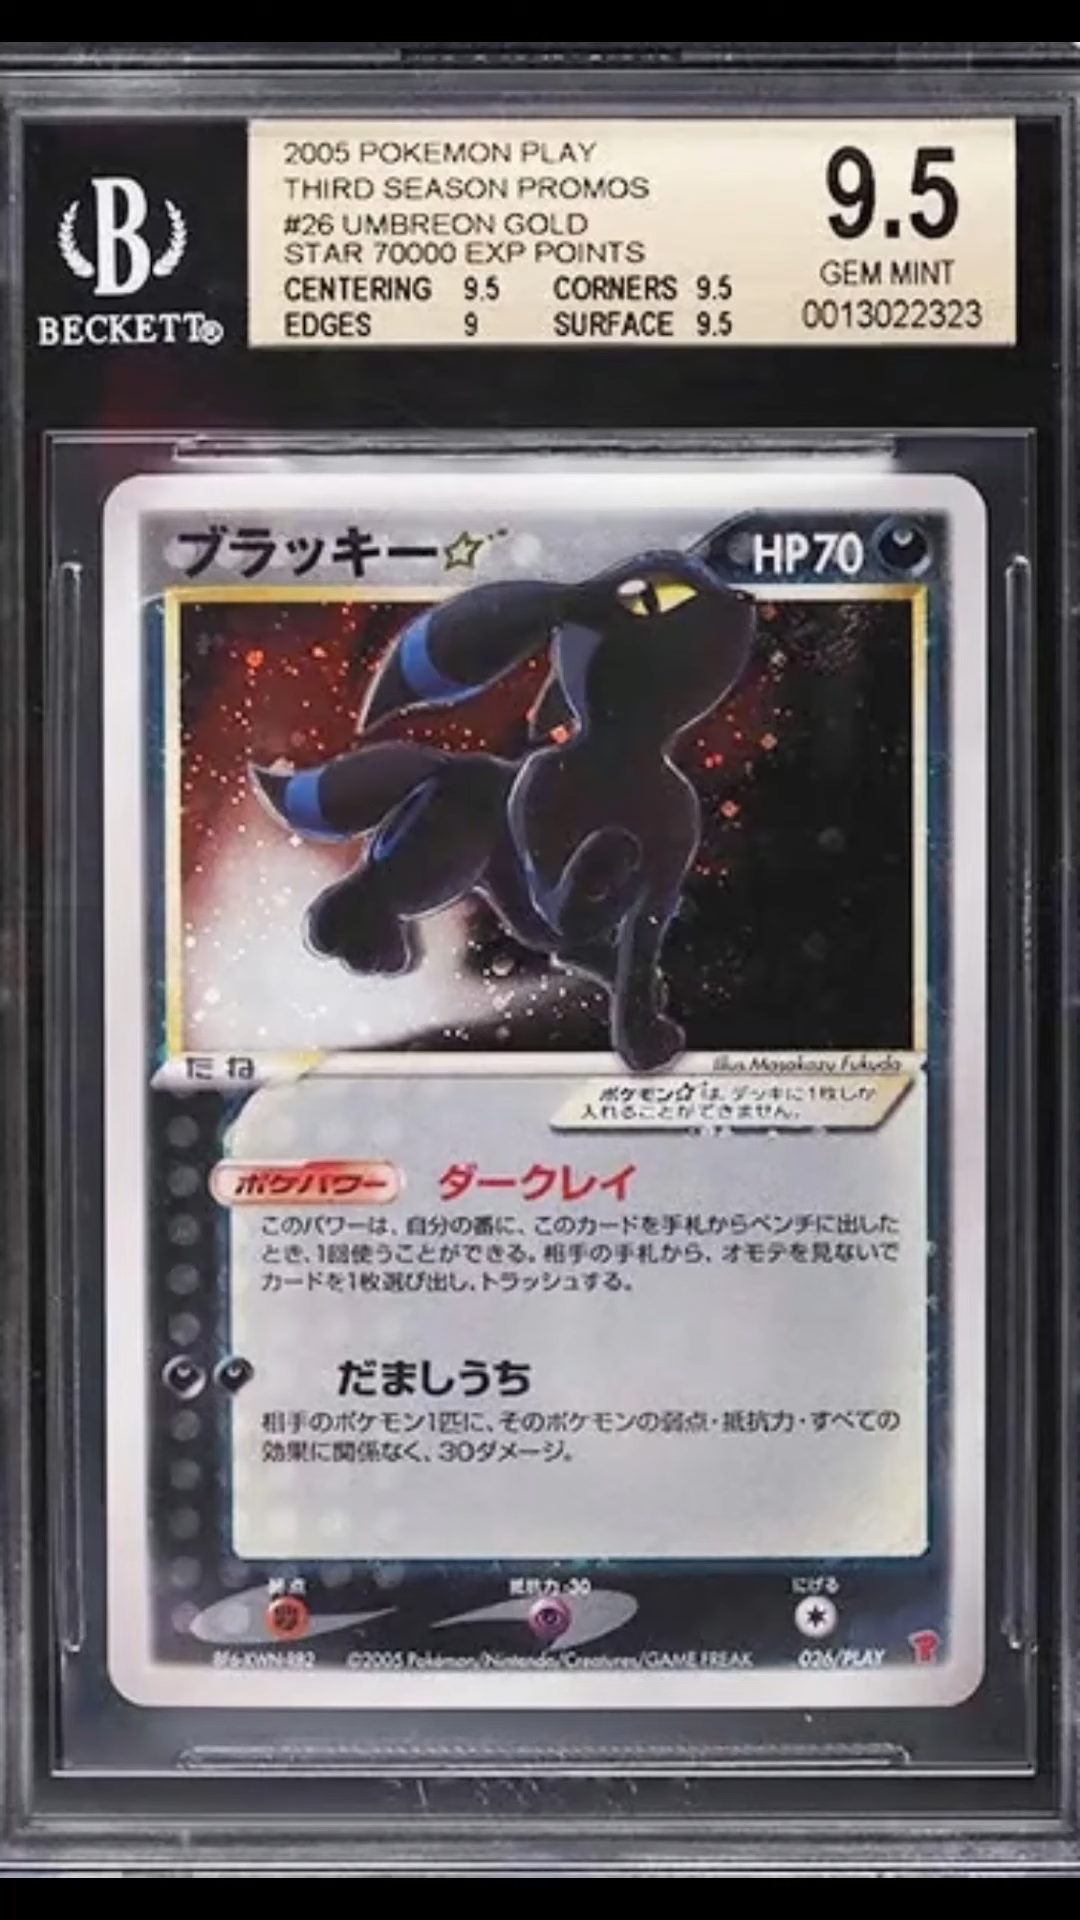 2005 POKEMON PLAY
THIRD SEASON PROMOS
#26 UMBREON GOLD
STAR 70000 EXP POINTS
CENTERING 9.5 CORNERS 9.5
EDGES 9 SURFACE 9.5
9.5
GEM MINT
0013022323
B
BECKETT®
ブラッキー☆ HP70
たね
Illus. Masakazu Fukuda
ポケモン☆は、デッキに1枚しか
入れることができません。
ポケパワー ダークレイ
このパワーは、自分の番に、このカードを手札からベンチに出した
とき、1回使うことができる。相手の手札から、オモテを見ないで
カードを1枚選び出し、トラッシュする。
だましうち
相手のポケモン1匹に、そのポケモンの弱点・抵抗力・すべての
効果に関係なく、30ダメージ。
弱点 抵抗力 -30 にげる
©2005 Pokémon/Nintendo/Creatures/GAME FREAK 026/PLAY